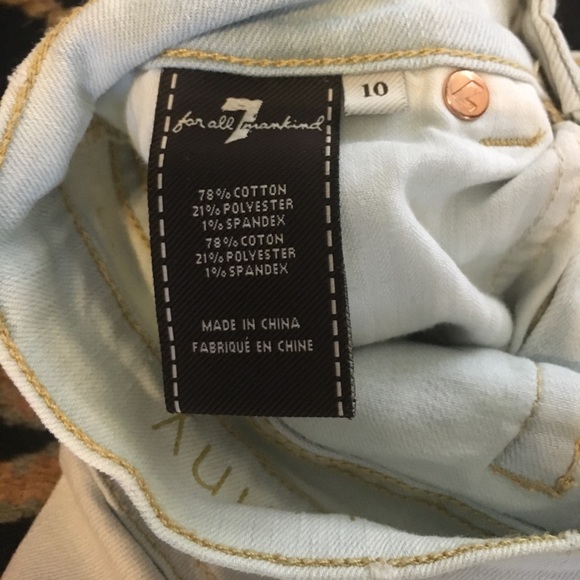 7
for all mankind
10
78% COTTON
21% POLYESTER
1% SPANDEX
78% COTON
21% POLYESTER
1% SPANDEX
MADE IN CHINA
FABRIQUÉ EN CHINE